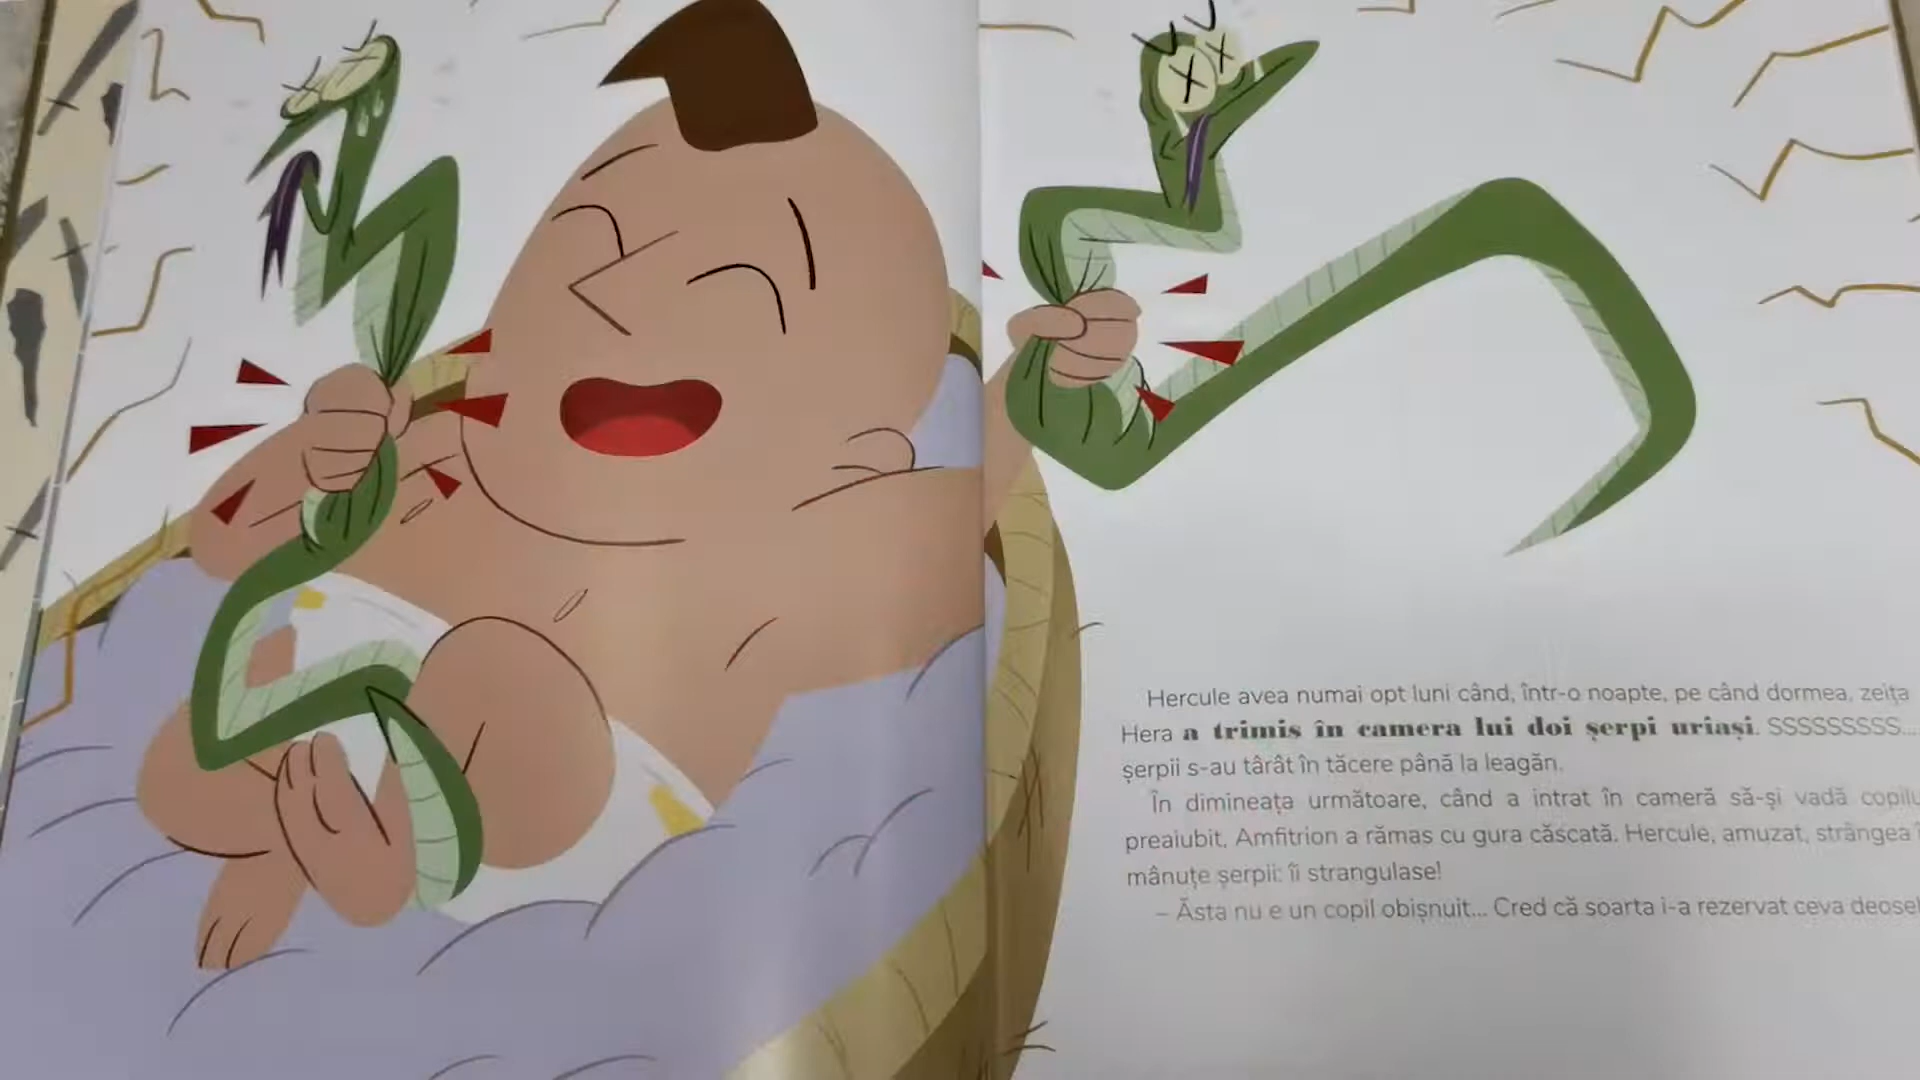 Hercule avea numai opt luni când, într-o noapte, pe când dormea, zeița
Hera a trimis în camera lui doi șerpi uriași. SSSSSSSSS...
șerpii s-au târât în tăcere până la leagăn.
În dimineața următoare, când a intrat în cameră să-și vadă copilu
preaiubit, Amfitrion a rămas cu gura căscată. Hercule, amuzat, strângea
mânuțe șerpii: îi strangulase!
– Ăsta nu e un copil obișnuit... Cred că soarta i-a rezervat ceva